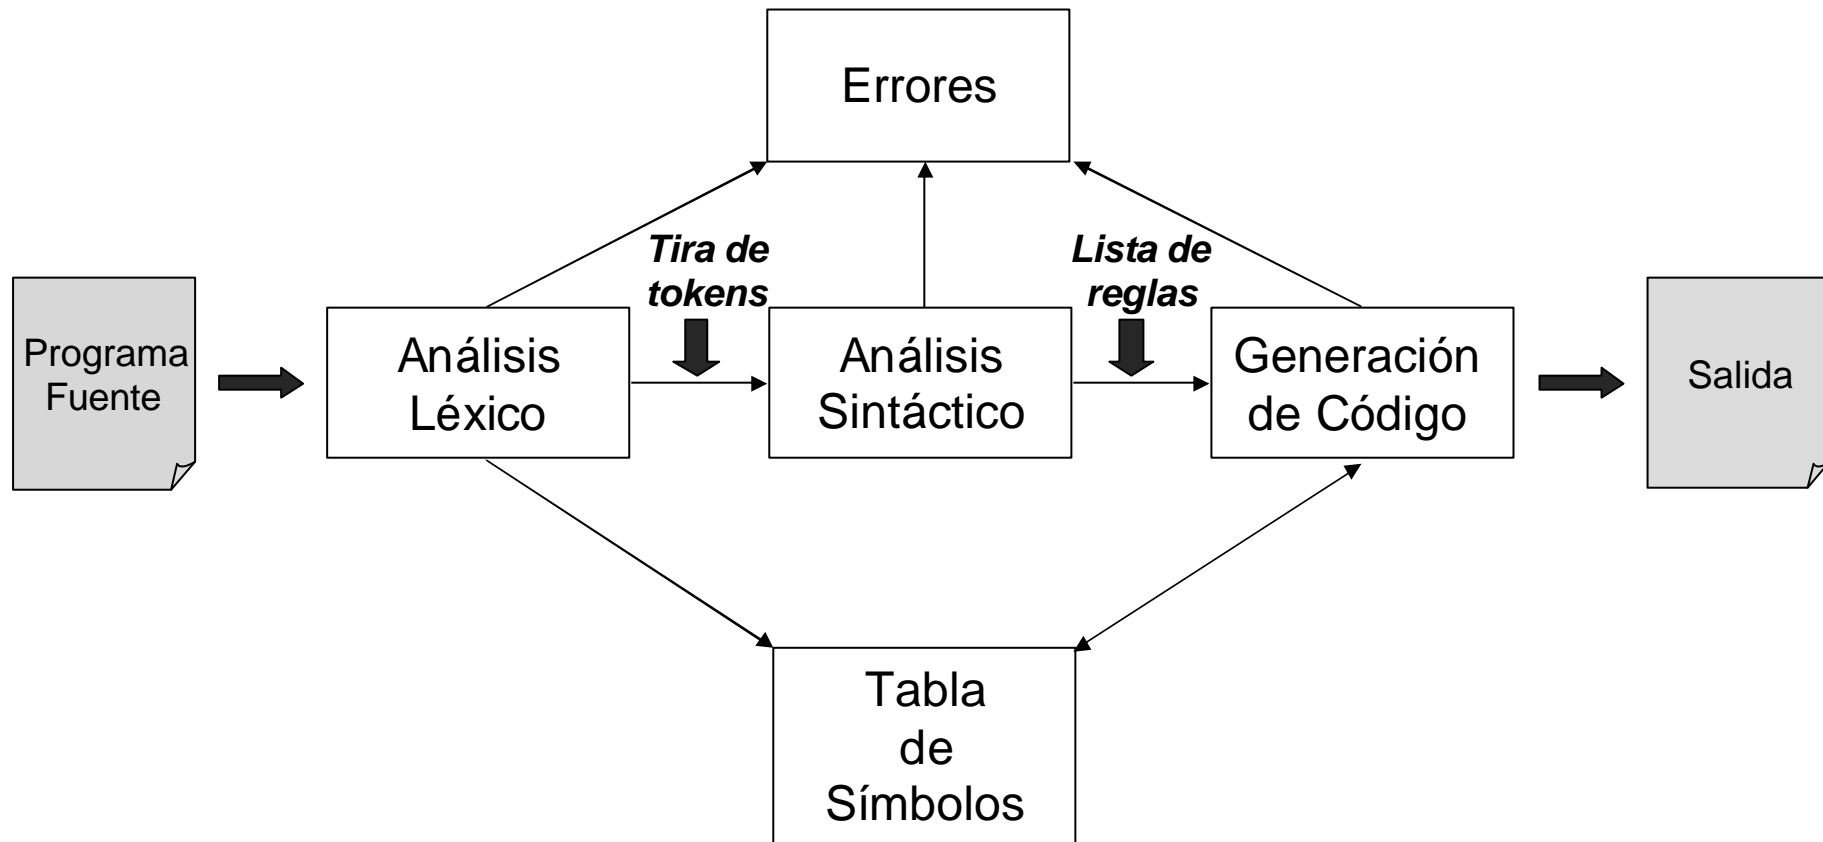 Errores
Tira de
tokens
Lista de
reglas
Programa
Fuente
Análisis
Léxico
Análisis
Sintáctico
Generación
de Código
Salida
Tabla
de
Símbolos